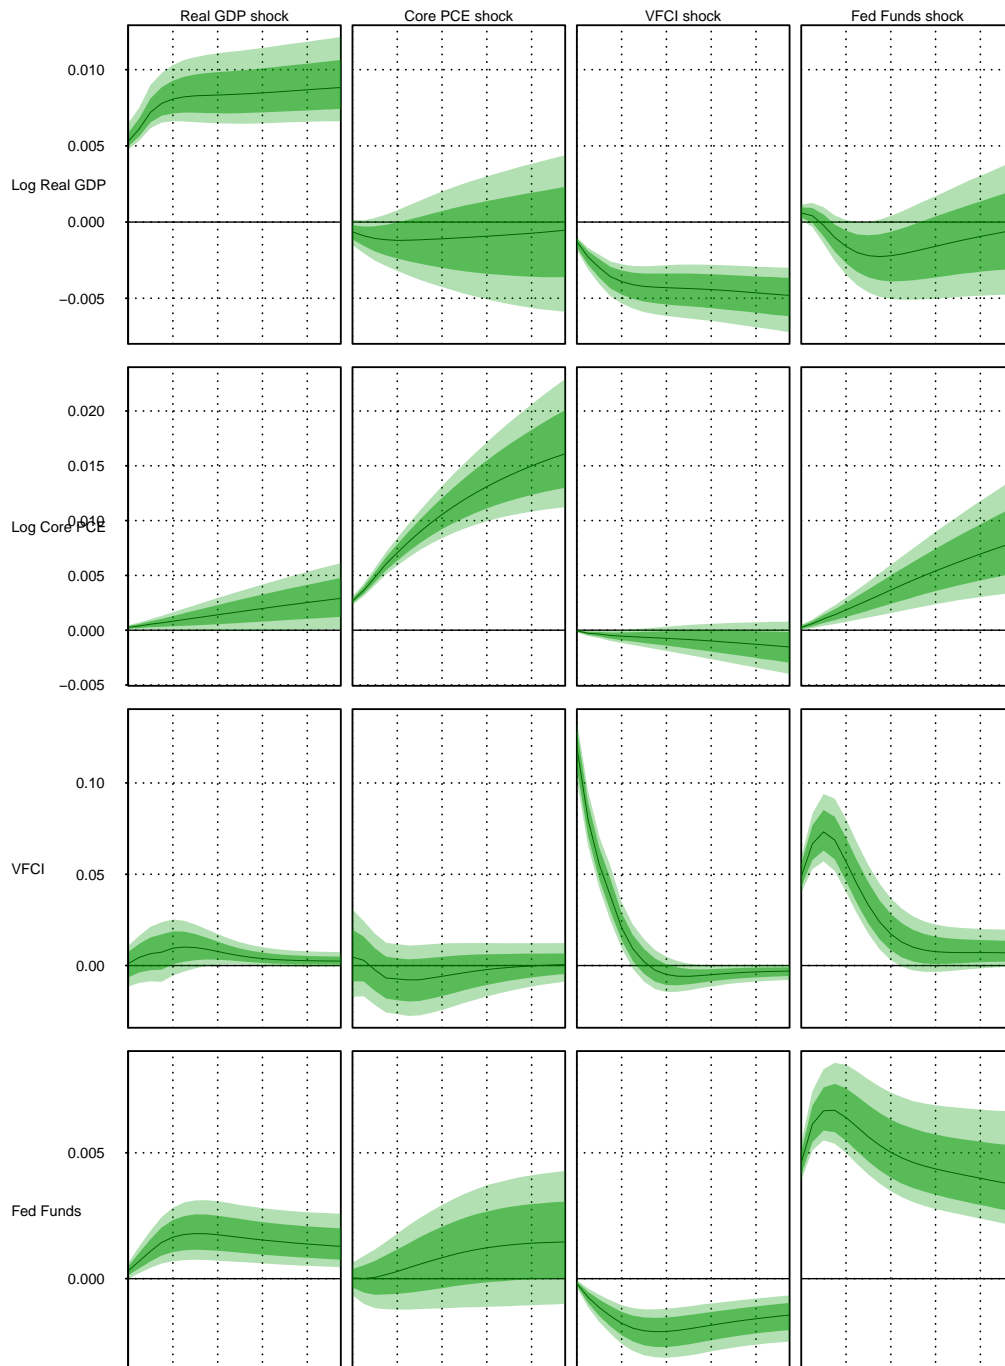 Real GDP shock
Core PCE shock
VFCI shock
Fed Funds shock
0.010
0.005
Log Real GDP
0.000
−0.005
0.020
0.015
0.010
Log Core PCE
0.005
0.000
−0.005
0.10
0.05
VFCI
0.00
0.005
Fed Funds
0.000